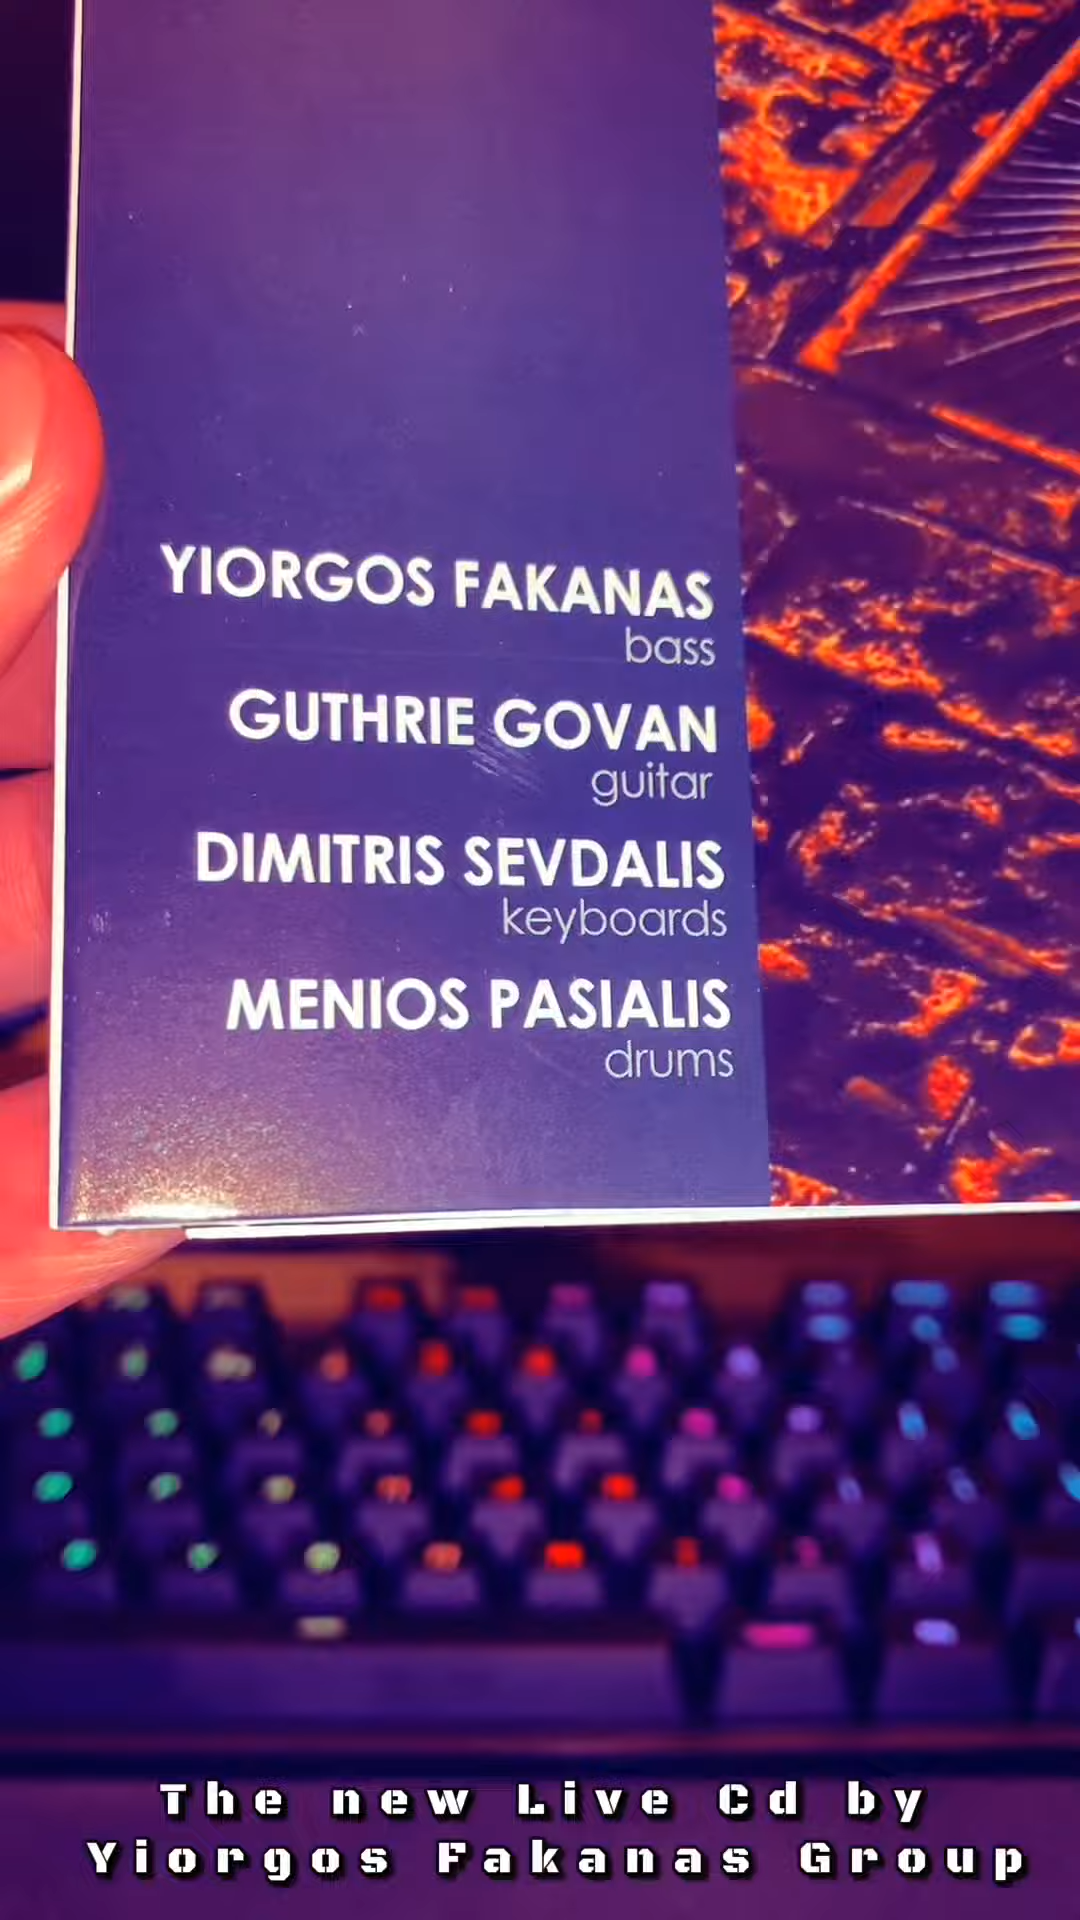 YIORGOS FAKANAS
bass
GUTHRIE GOVAN
guitar
DIMITRIS SEVDALIS
keyboards
MENIOS PASIALIS
drums
The new Live Cd by
Yiorgos Fakanas Group